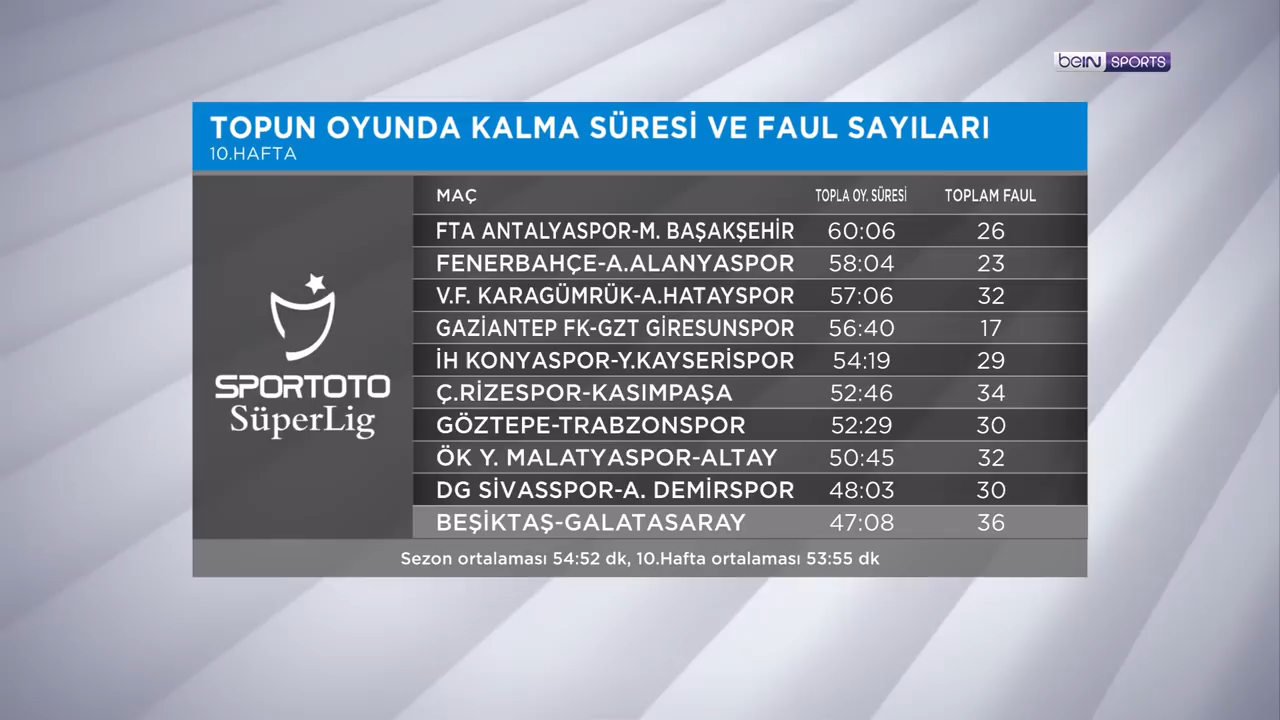 beIN SPORTS
TOPUN OYUNDA KALMA SÜRESİ VE FAUL SAYILARI
10.HAFTA
MAÇ TOPLA OY. SÜRESİ TOPLAM FAUL
FTA ANTALYASPOR-M. BAŞAKŞEHİR 60:06 26
FENERBAHÇE-A.ALANYASPOR 58:04 23
V.F. KARAGÜMRÜK-A.HATAYSPOR 57:06 32
GAZİANTEP FK-GZT GİRESUNSPOR 56:40 17
İH KONYASPOR-Y.KAYSERİSPOR 54:19 29
Ç.RİZESPOR-KASIMPAŞA 52:46 34
GÖZTEPE-TRABZONSPOR 52:29 30
ÖK Y. MALATYASPOR-ALTAY 50:45 32
DG SİVASSPOR-A. DEMİRSPOR 48:03 30
BEŞİKTAŞ-GALATASARAY 47:08 36
SPORTOTO
SüperLig
Sezon ortalaması 54:52 dk, 10.Hafta ortalaması 53:55 dk